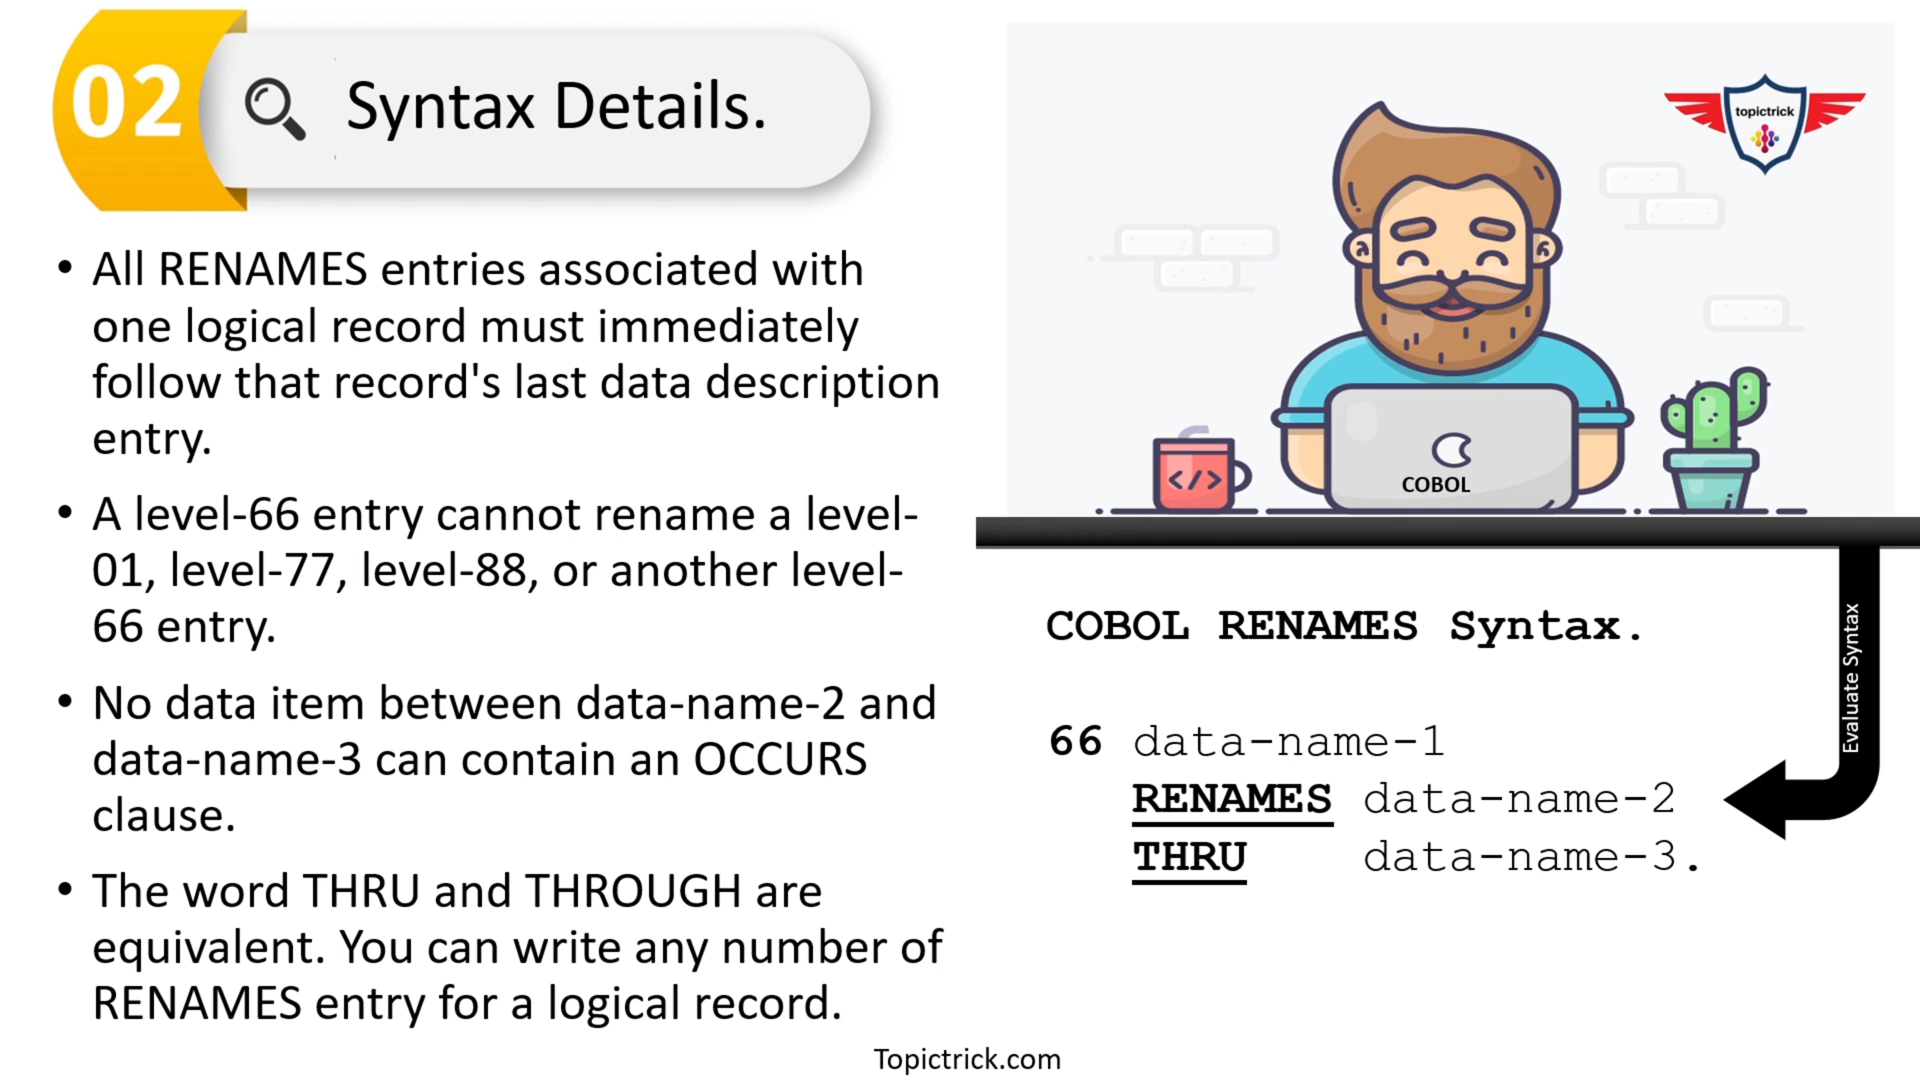 02
Syntax Details.
• All RENAMES entries associated with
one logical record must immediately
follow that record's last data description
entry.
• A level-66 entry cannot rename a level-
01, level-77, level-88, or another level-
66 entry.
• No data item between data-name-2 and
data-name-3 can contain an OCCURS
clause.
• The word THRU and THROUGH are
equivalent. You can write any number of
RENAMES entry for a logical record.
topictrick
</>
COBOL
Evaluate Syntax
COBOL RENAMES Syntax.
66 data-name-1
RENAMES data-name-2
THRU data-name-3.
Topictrick.com